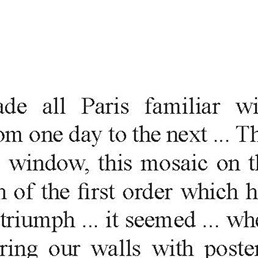 ade all Paris familiar wi
om one day to the next ... Th
window, this mosaic on th
n of the first order which h
triumph ... it seemed ... whe
ring our walls with poster